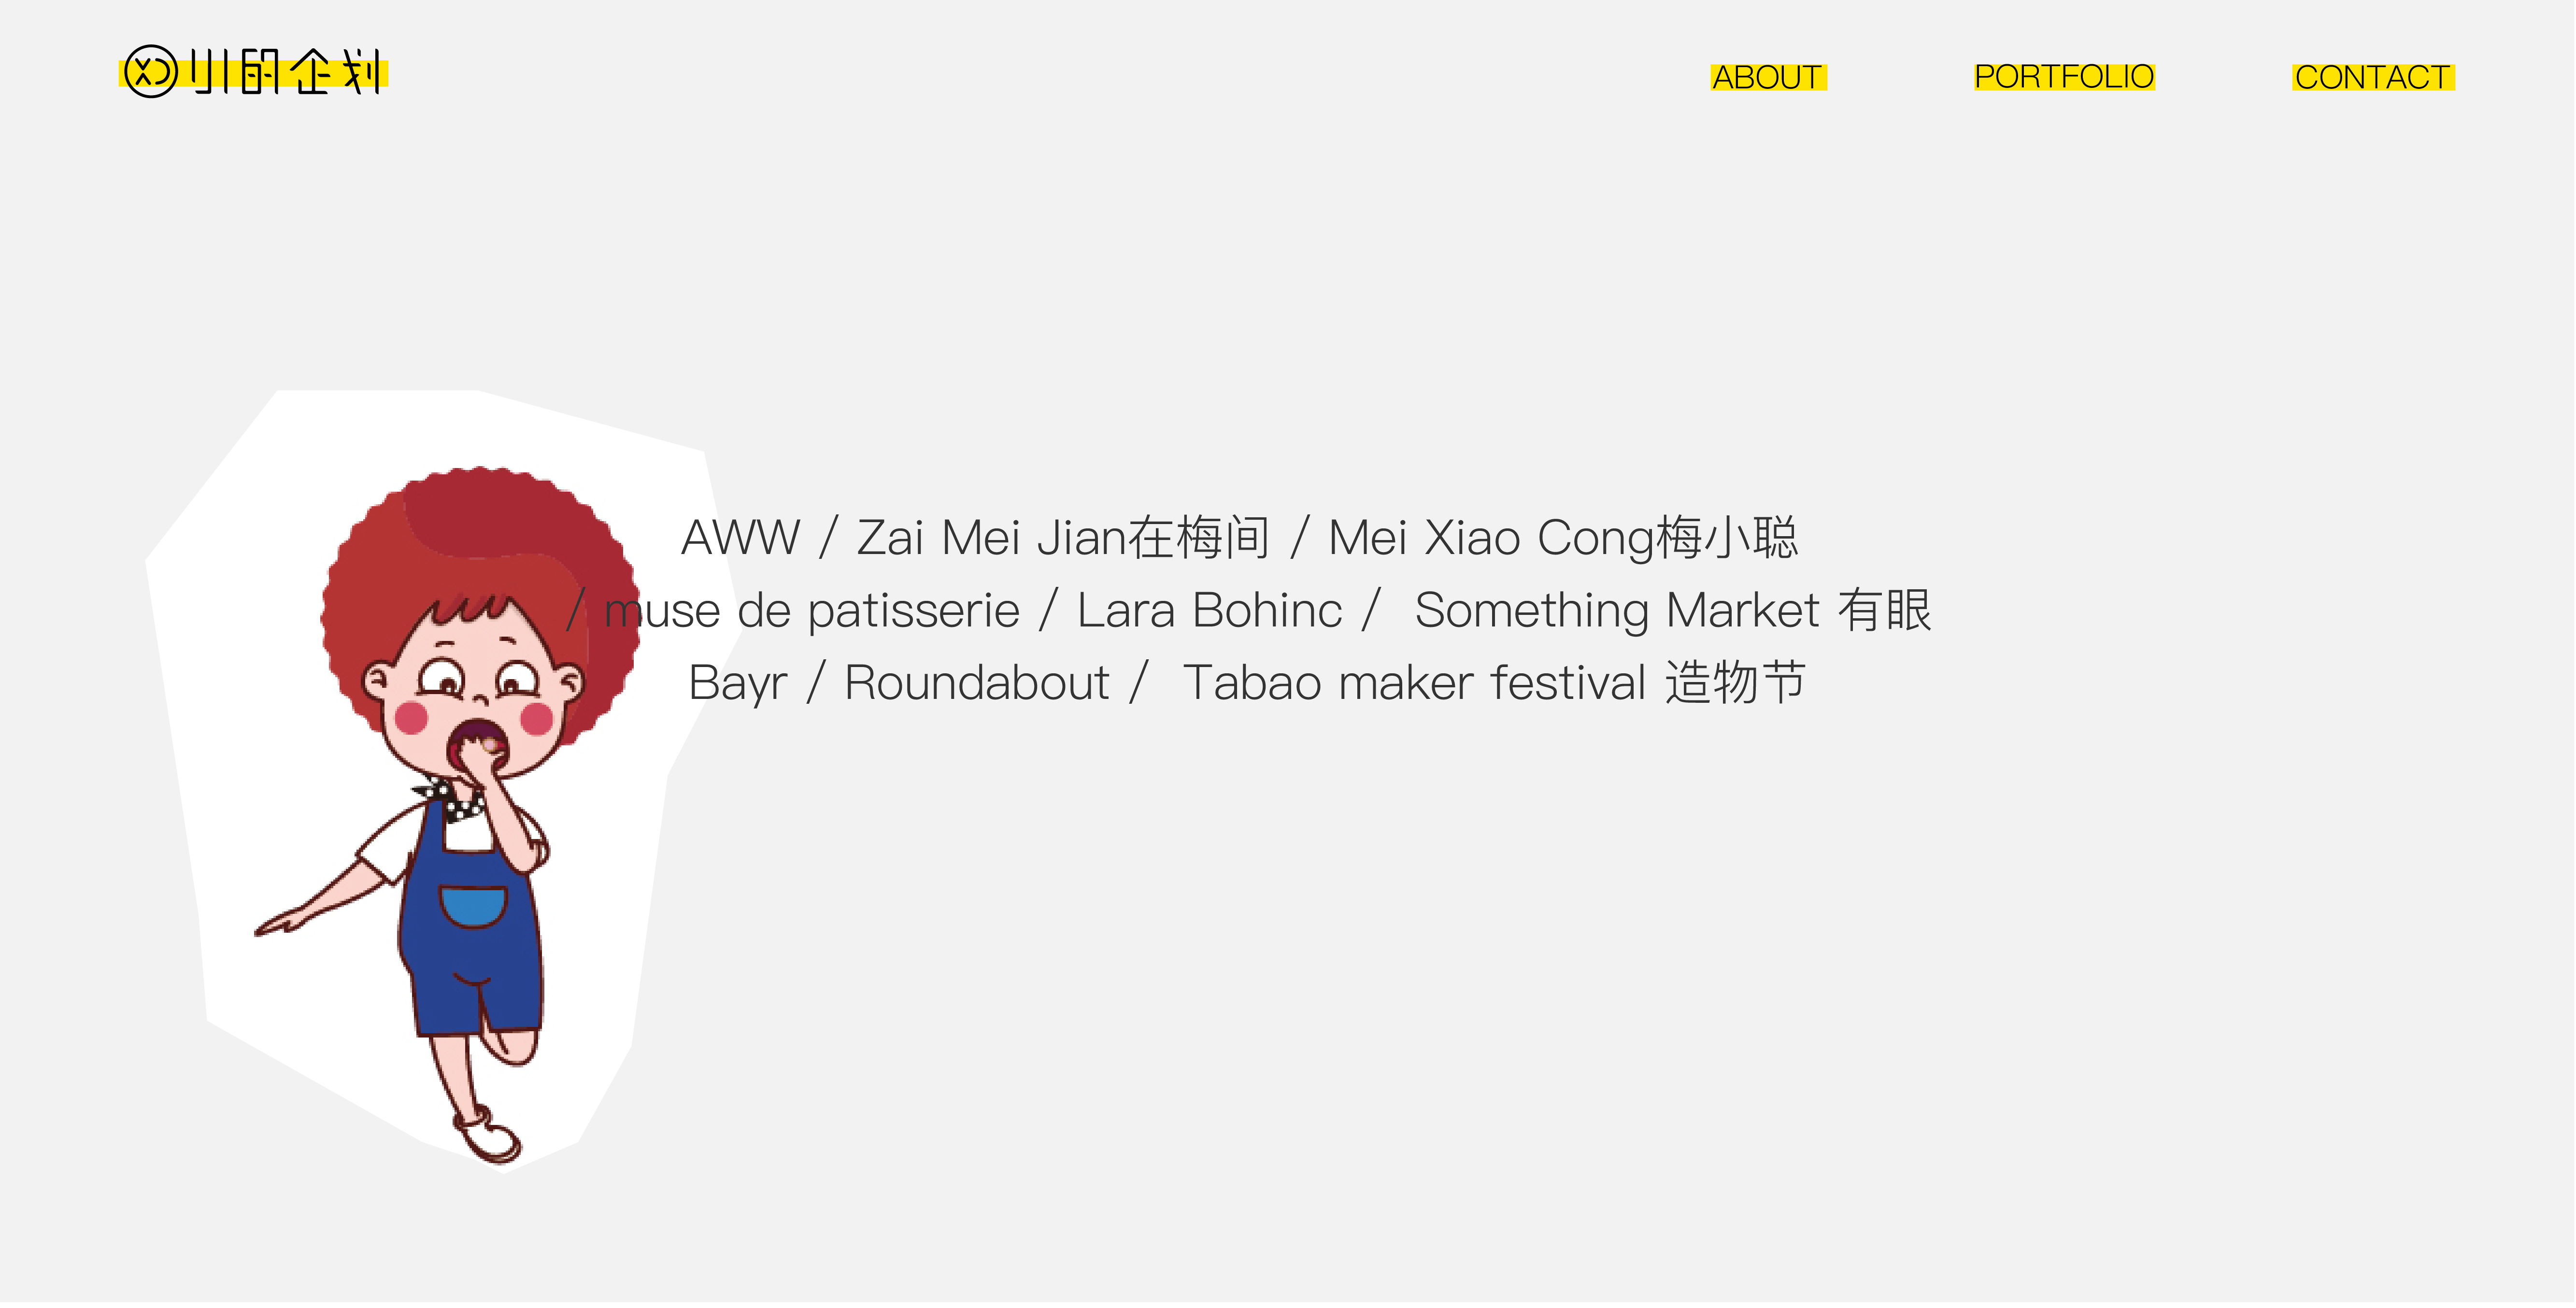 小的企划
ABOUT
PORTFOLIO
CONTACT
AWW / Zai Mei Jian在梅间 / Mei Xiao Cong梅小聪
/ muse de patisserie / Lara Bohinc / Something Market 有眼
Bayr / Roundabout / Tabao maker festival 造物节